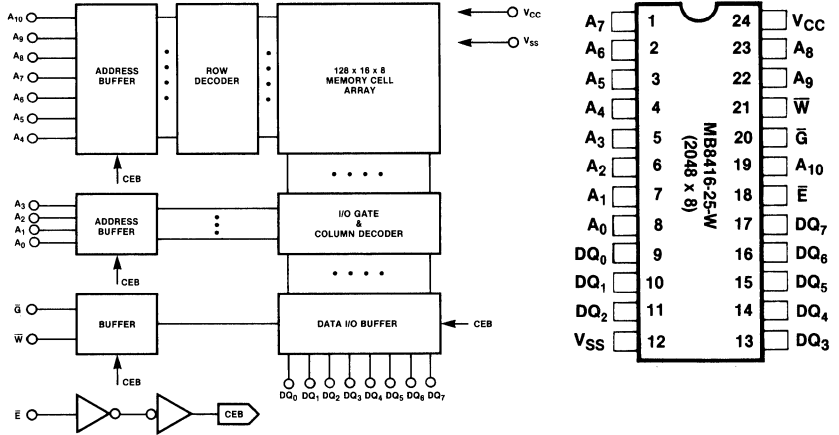 A10
A9
A8
A7
A6
A5
A4
ADDRESS
BUFFER
CEB
ROW
DECODER
128 x 16 x 8
MEMORY CELL
ARRAY
VCC
VSS
A3
A2
A1
A0
ADDRESS
BUFFER
CEB
I/O GATE
&
COLUMN DECODER
G̅
W̅
BUFFER
CEB
DATA I/O BUFFER
CEB
DQ0 DQ1 DQ2 DQ3 DQ4 DQ5 DQ6 DQ7
E̅
CEB
A7 1 24 VCC
A6 2 23 A8
A5 3 22 A9
A4 4 21 W̅
A3 5 20 G̅
A2 6 19 A10
A1 7 18 E̅
A0 8 17 DQ7
DQ0 9 16 DQ6
DQ1 10 15 DQ5
DQ2 11 14 DQ4
VSS 12 13 DQ3
MB8416-25-W
(2048 x 8)